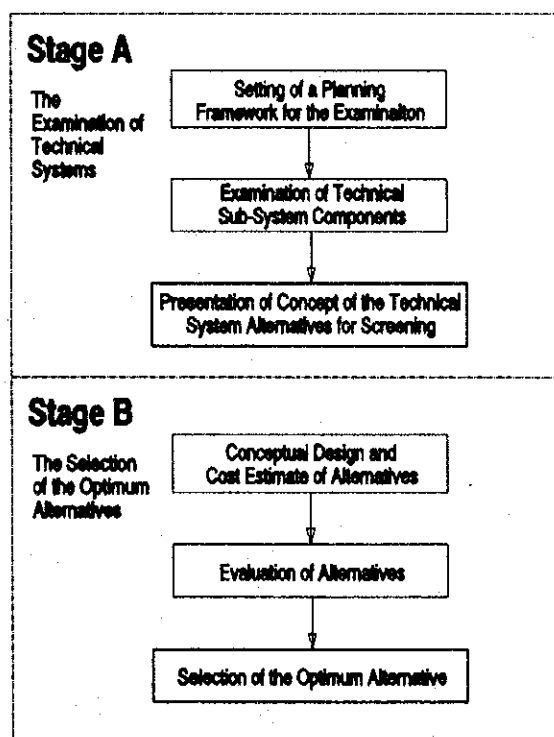 Stage A
The
Examination of
Technical
Systems
Setting of a Planning
Framework for the Examinaiton
Examination of Technical
Sub-System Components
Presentation of Concept of the Technical
System Alternatives for Screening
Stage B
The Selection
of the Optimum
Alternatives
Conceptual Design and
Cost Estimate of Alternatives
Evaluation of Alternatives
Selection of the Optimum Alternative